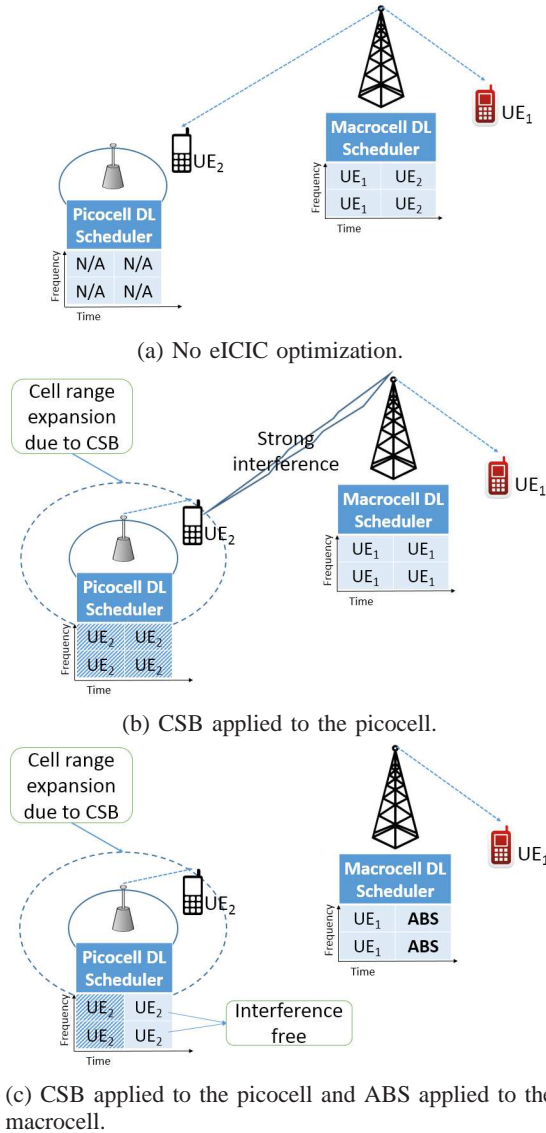 UE1
UE2
Macrocell DL
Scheduler
Frequency
UE1 UE2
UE1 UE2
Time
Picocell DL
Scheduler
Frequency
N/A N/A
N/A N/A
Time
(a) No eICIC optimization.
Cell range
expansion
due to CSB
Strong
interference
UE1
UE2
Macrocell DL
Scheduler
Frequency
UE1 UE1
UE1 UE1
Time
Picocell DL
Scheduler
Frequency
UE2 UE2
UE2 UE2
Time
(b) CSB applied to the picocell.
Cell range
expansion
due to CSB
UE1
UE2
Macrocell DL
Scheduler
Frequency
UE1 ABS
UE1 ABS
Time
Picocell DL
Scheduler
Frequency
UE2 UE2
UE2 UE2
Time
Interference
free
(c) CSB applied to the picocell and ABS applied to the
macrocell.